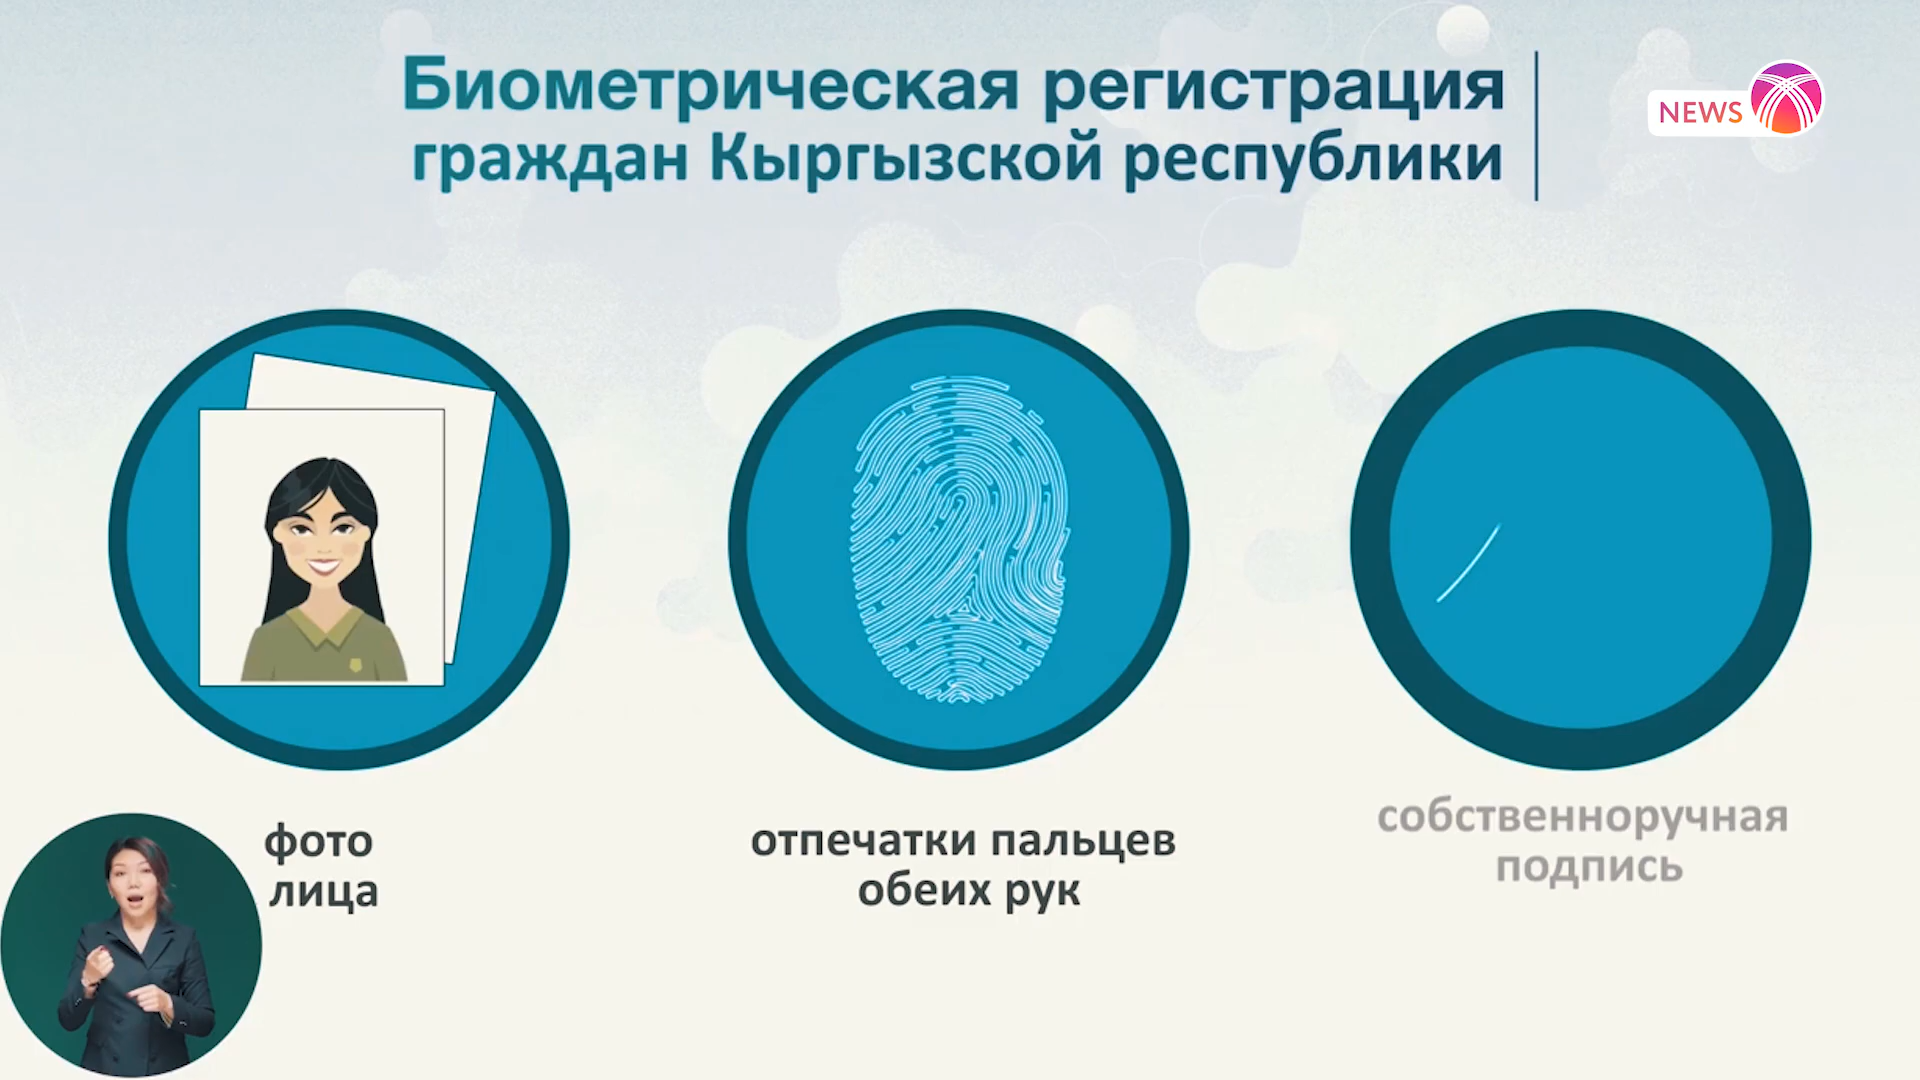 Биометрическая регистрация
граждан Кыргызской республики
NEWS
фото
лица
отпечатки пальцев
обеих рук
собственноручная
подпись